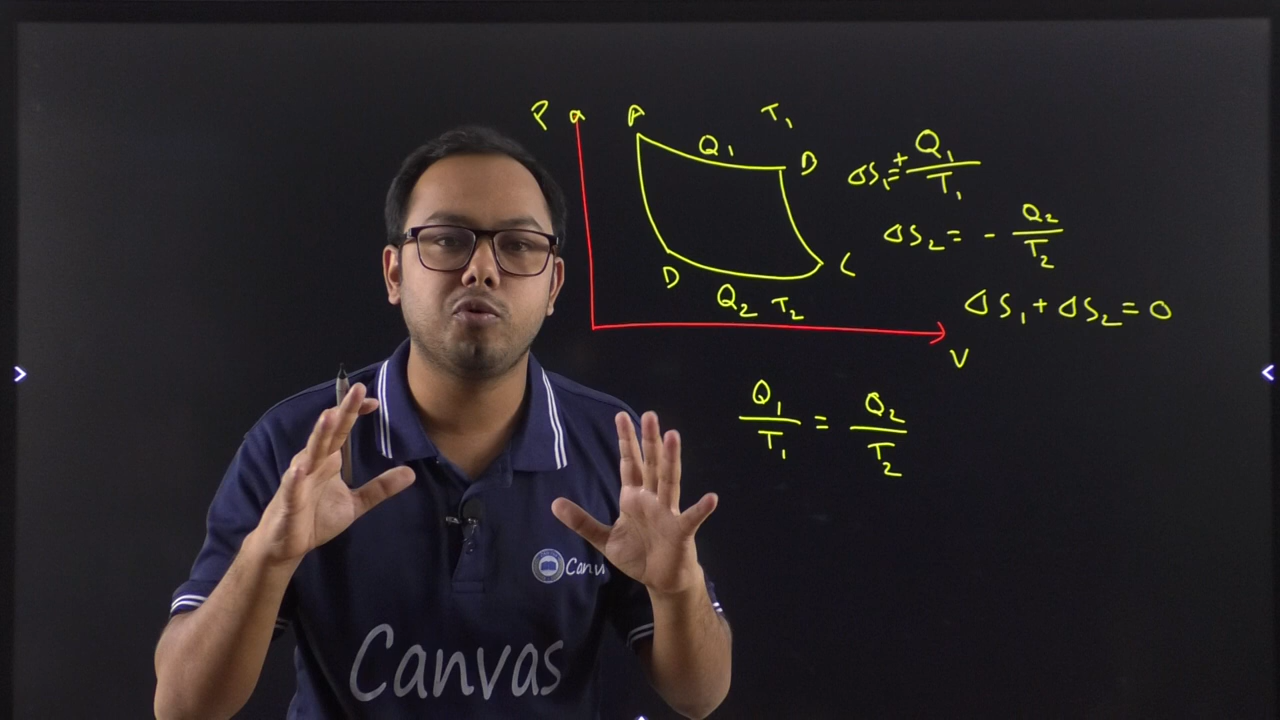 P A T₁
Q₁ B
ΔS₁ = + Q₁/T₁
ΔS₂ = - Q₂/T₂
D C
Q₂ T₂
ΔS₁ + ΔS₂ = 0
V
Q₁/T₁ = Q₂/T₂
Canvas